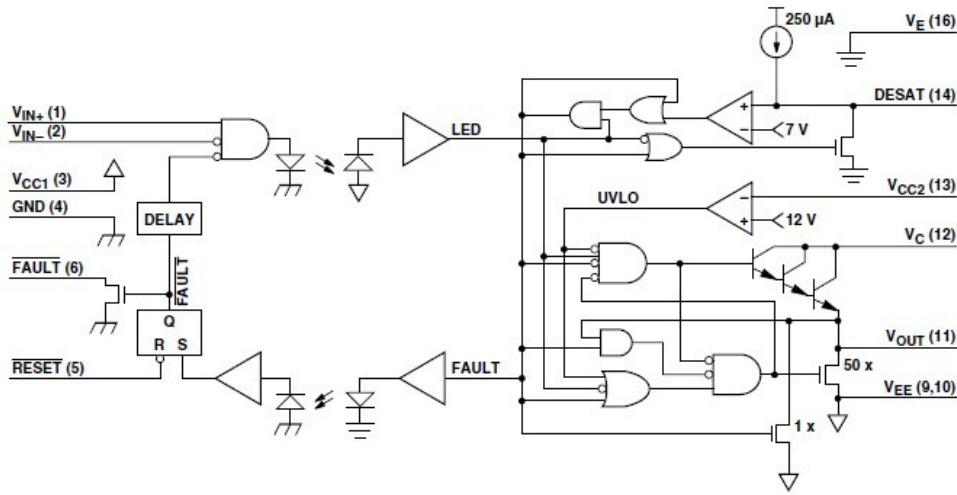 250 µA
V_E (16)
V_IN+ (1)
V_IN– (2)
DESAT (14)
+
–
7 V
LED
V_CC1 (3)
V_CC2 (13)
GND (4)
DELAY
UVLO
–
+
12 V
V_C (12)
FAULT (6)
FAULT
Q
R S
V_OUT (11)
50 x
RESET (5)
FAULT
V_EE (9,10)
1 x